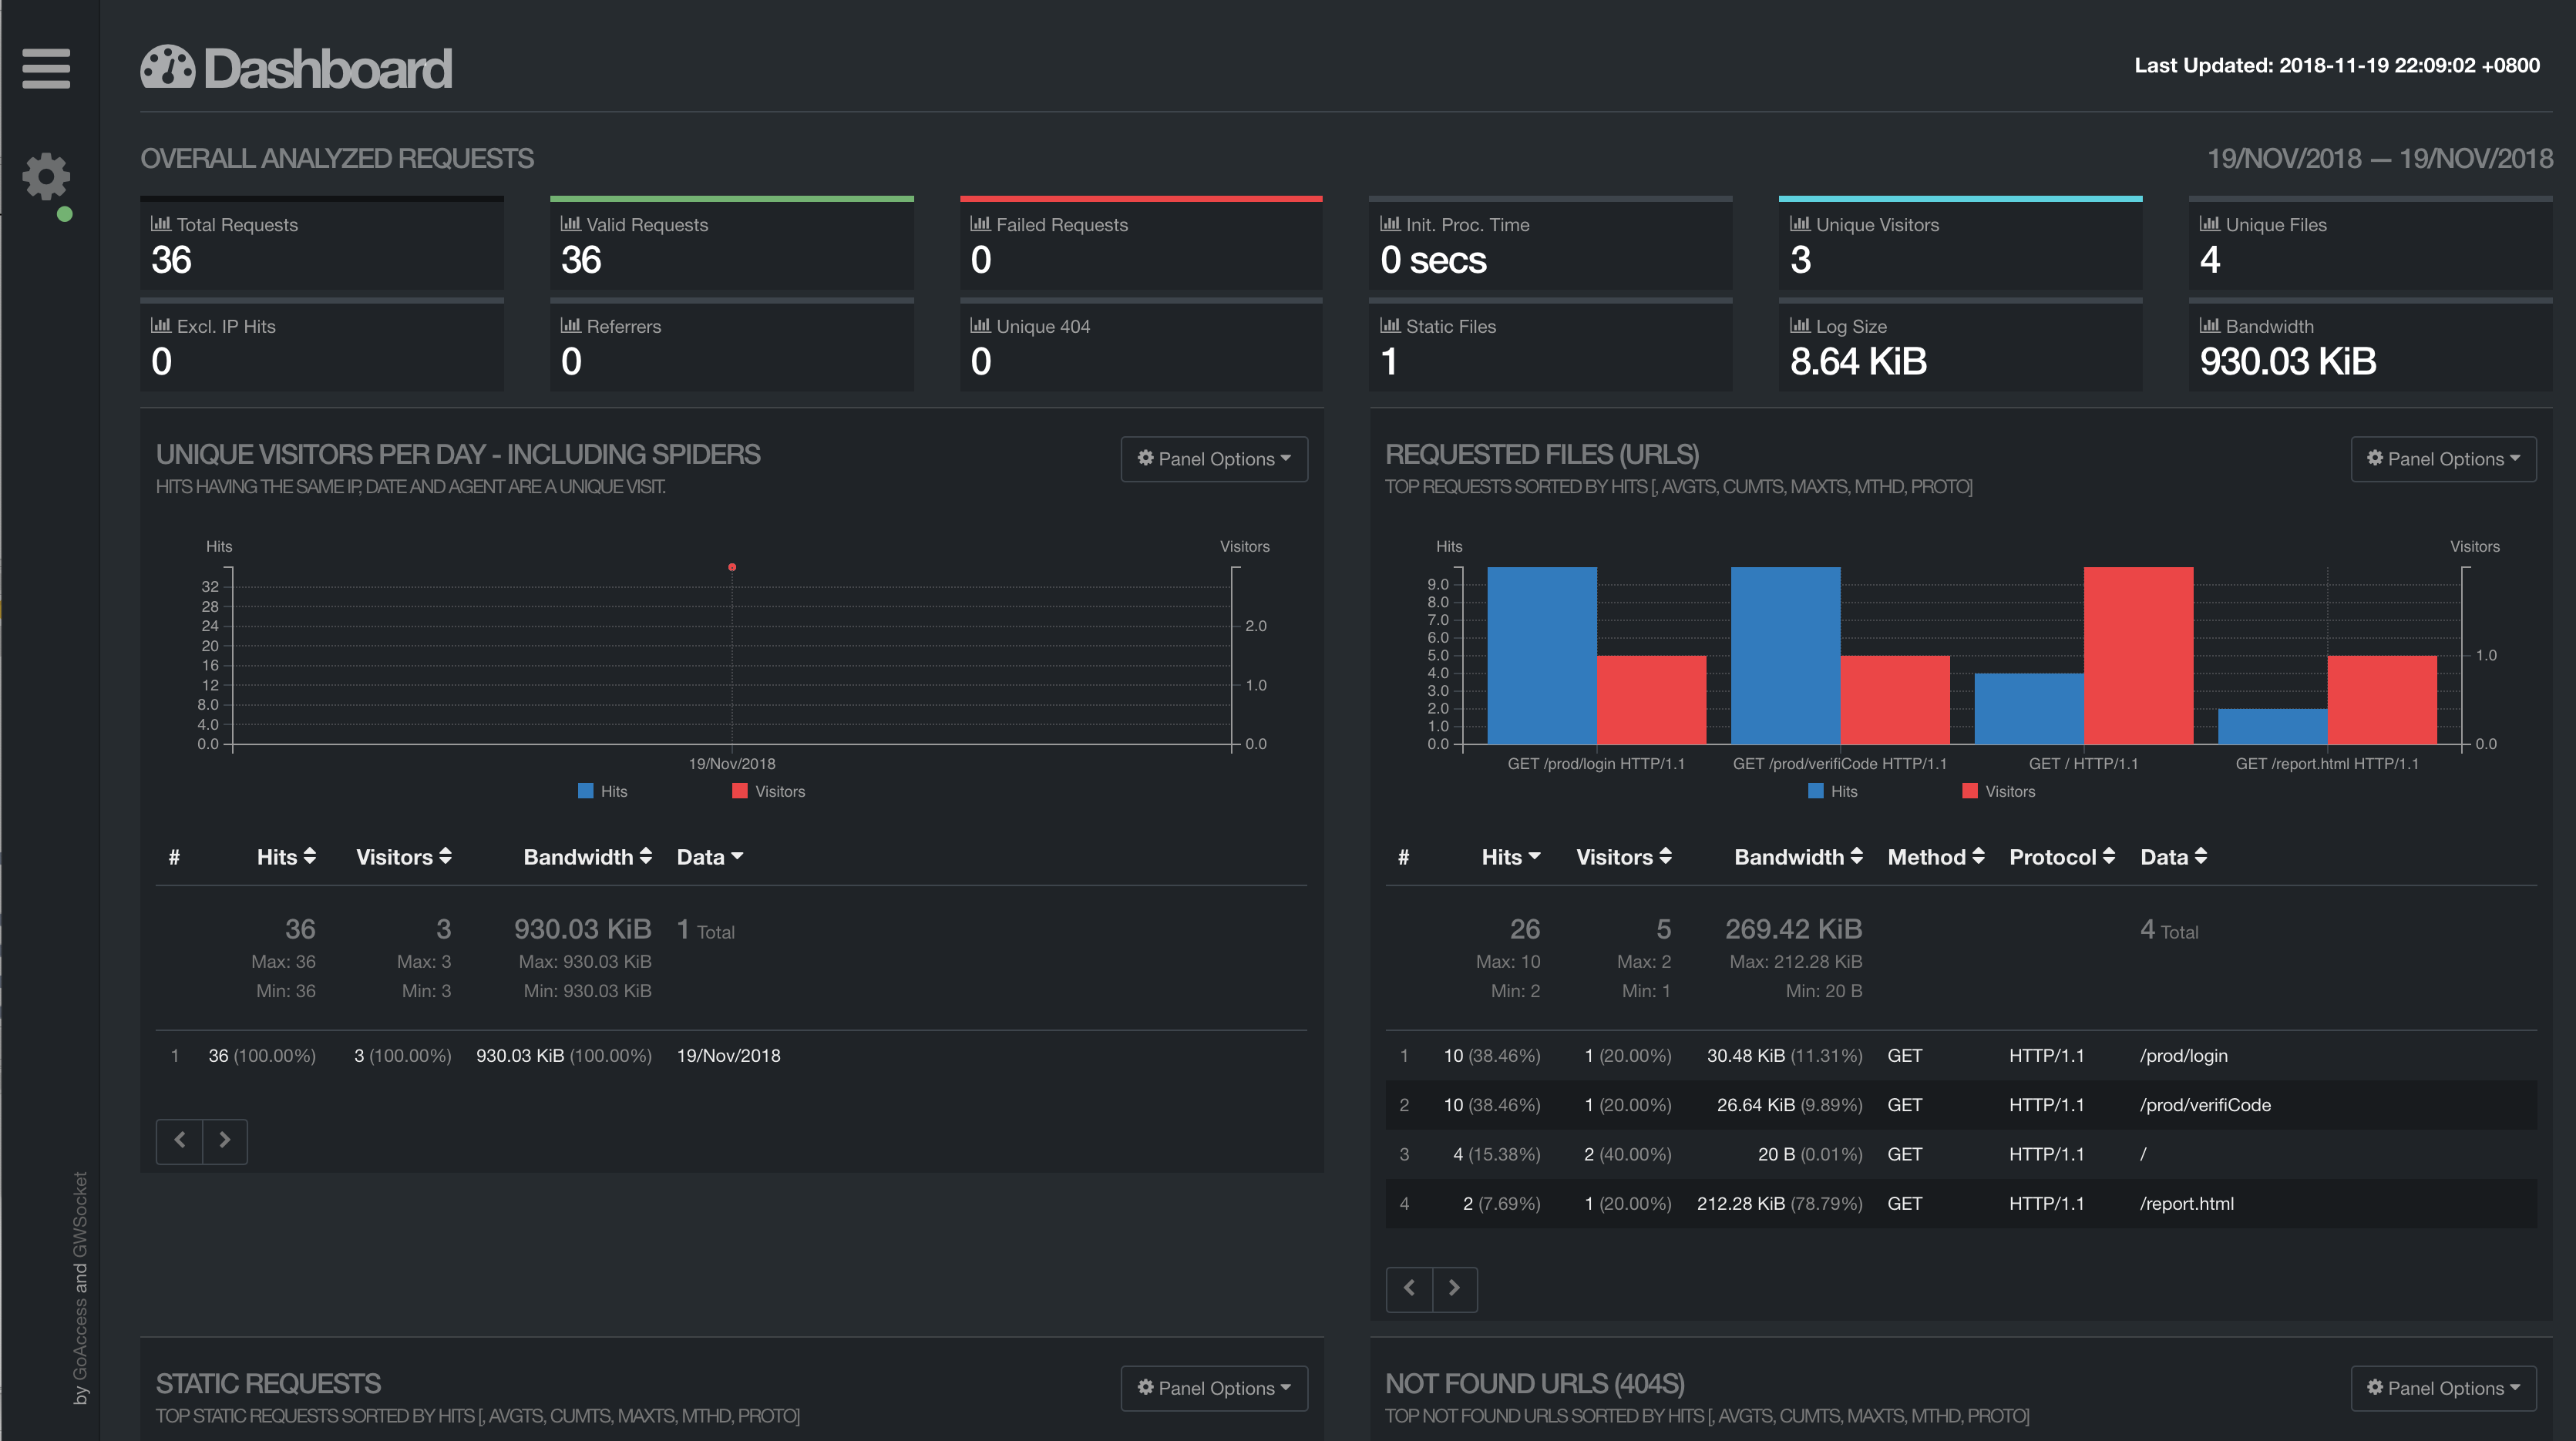 Dashboard
Last Updated: 2018-11-19 22:09:02 +0800
OVERALL ANALYZED REQUESTS
19/NOV/2018 — 19/NOV/2018
Total Requests
36
Valid Requests
36
Failed Requests
0
Init. Proc. Time
0 secs
Unique Visitors
3
Unique Files
4
Excl. IP Hits
0
Referrers
0
Unique 404
0
Static Files
1
Log Size
8.64 KiB
Bandwidth
930.03 KiB
UNIQUE VISITORS PER DAY - INCLUDING SPIDERS
Panel Options
HITS HAVING THE SAME IP, DATE AND AGENT ARE A UNIQUE VISIT.
Hits
Visitors
32
28
24
20
16
12
8.0
4.0
0.0
2.0
1.0
0.0
19/Nov/2018
Hits Visitors
# Hits Visitors Bandwidth Data
36 3 930.03 KiB 1 Total
Max: 36 Max: 3 Max: 930.03 KiB
Min: 36 Min: 3 Min: 930.03 KiB
1 36 (100.00%) 3 (100.00%) 930.03 KiB (100.00%) 19/Nov/2018
REQUESTED FILES (URLS)
Panel Options
TOP REQUESTS SORTED BY HITS [, AVGTS, CUMTS, MAXTS, MTHD, PROTO]
Hits
Visitors
9.0
8.0
7.0
6.0
5.0
4.0
3.0
2.0
1.0
0.0
1.0
0.0
GET /prod/login HTTP/1.1 GET /prod/verifiCode HTTP/1.1 GET / HTTP/1.1 GET /report.html HTTP/1.1
Hits Visitors
# Hits Visitors Bandwidth Method Protocol Data
26 5 269.42 KiB 4 Total
Max: 10 Max: 2 Max: 212.28 KiB
Min: 2 Min: 1 Min: 20 B
1 10 (38.46%) 1 (20.00%) 30.48 KiB (11.31%) GET HTTP/1.1 /prod/login
2 10 (38.46%) 1 (20.00%) 26.64 KiB (9.89%) GET HTTP/1.1 /prod/verifiCode
3 4 (15.38%) 2 (40.00%) 20 B (0.01%) GET HTTP/1.1 /
4 2 (7.69%) 1 (20.00%) 212.28 KiB (78.79%) GET HTTP/1.1 /report.html
STATIC REQUESTS
Panel Options
TOP STATIC REQUESTS SORTED BY HITS [, AVGTS, CUMTS, MAXTS, MTHD, PROTO]
NOT FOUND URLS (404S)
Panel Options
TOP NOT FOUND URLS SORTED BY HITS [, AVGTS, CUMTS, MAXTS, MTHD, PROTO]
by GoAccess and GWSocket